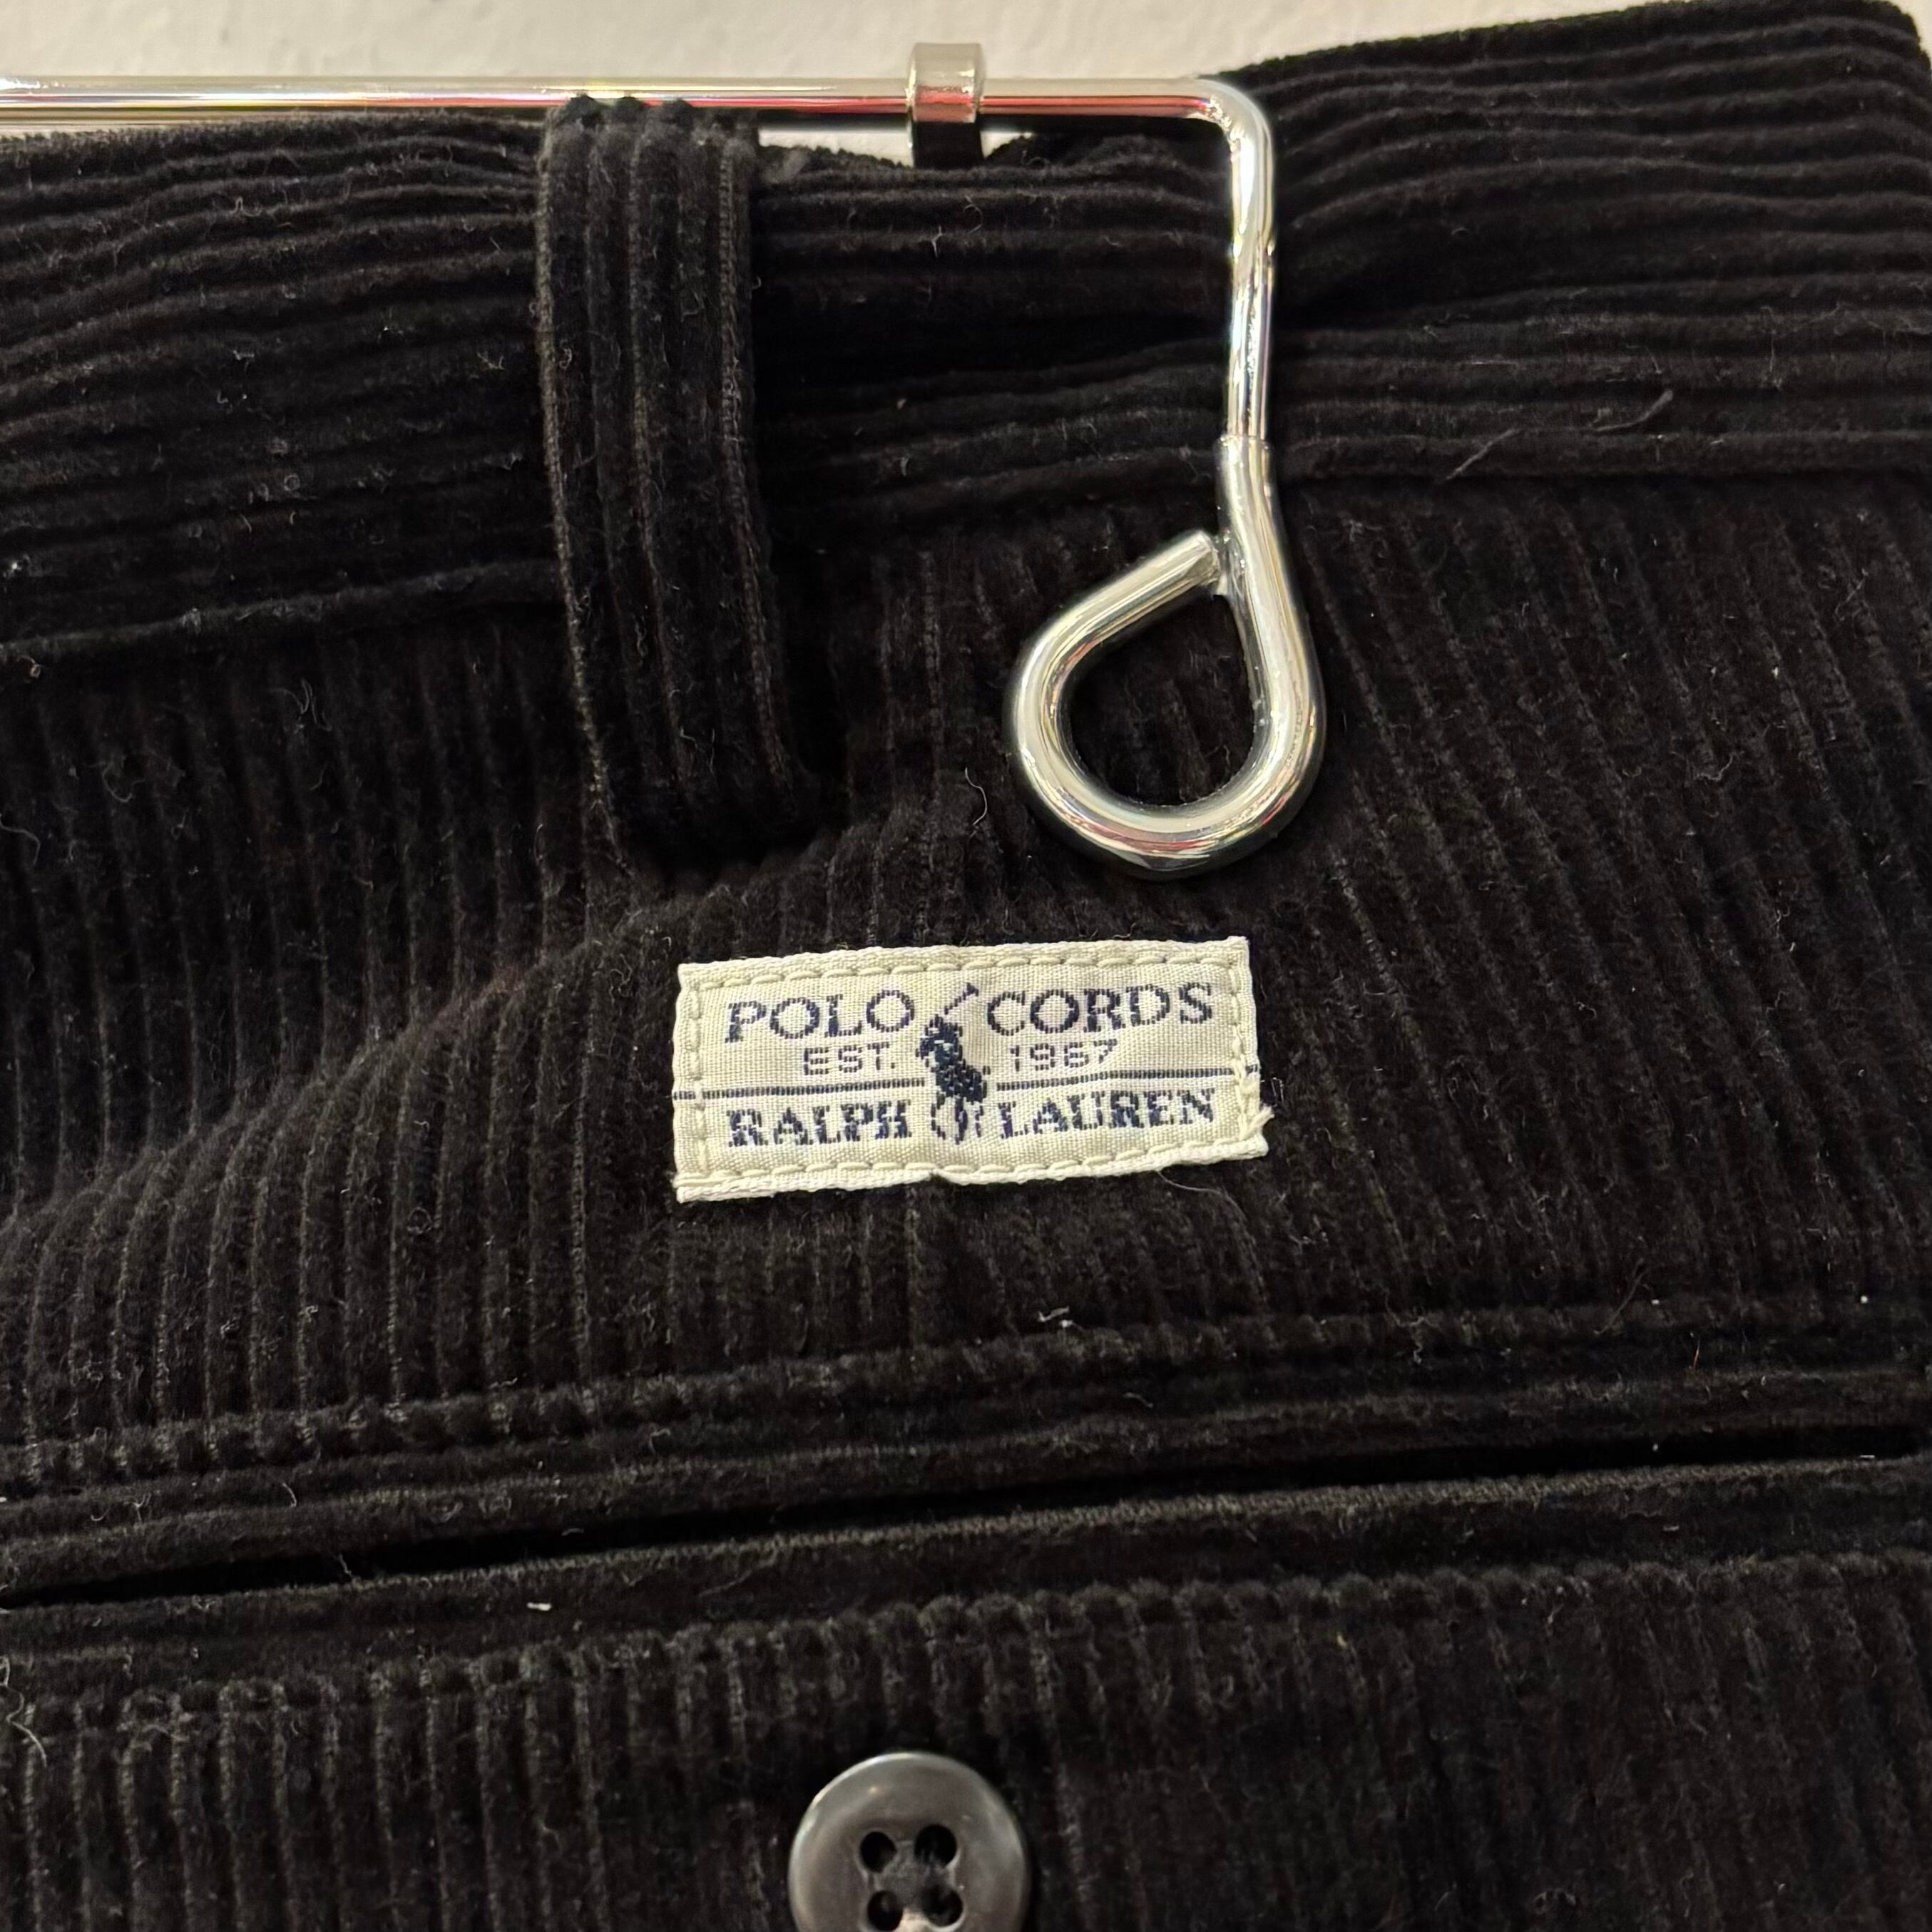 POLO CORDS
EST. 1967
RALPH LAUREN